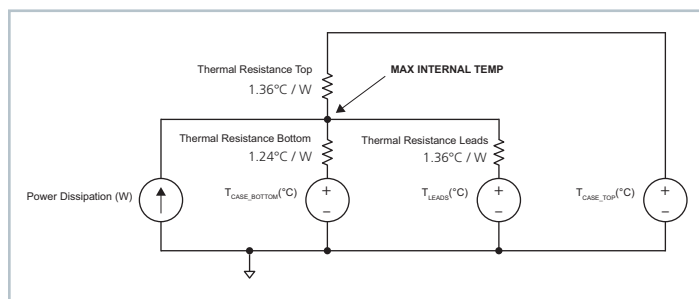 Thermal Resistance Top
1.36°C / W
MAX INTERNAL TEMP
Thermal Resistance Bottom
1.24°C / W
Thermal Resistance Leads
1.36°C / W
Power Dissipation (W)
T_CASE_BOTTOM(°C)
+
–
T_LEADS(°C)
+
–
T_CASE_TOP(°C)
+
–